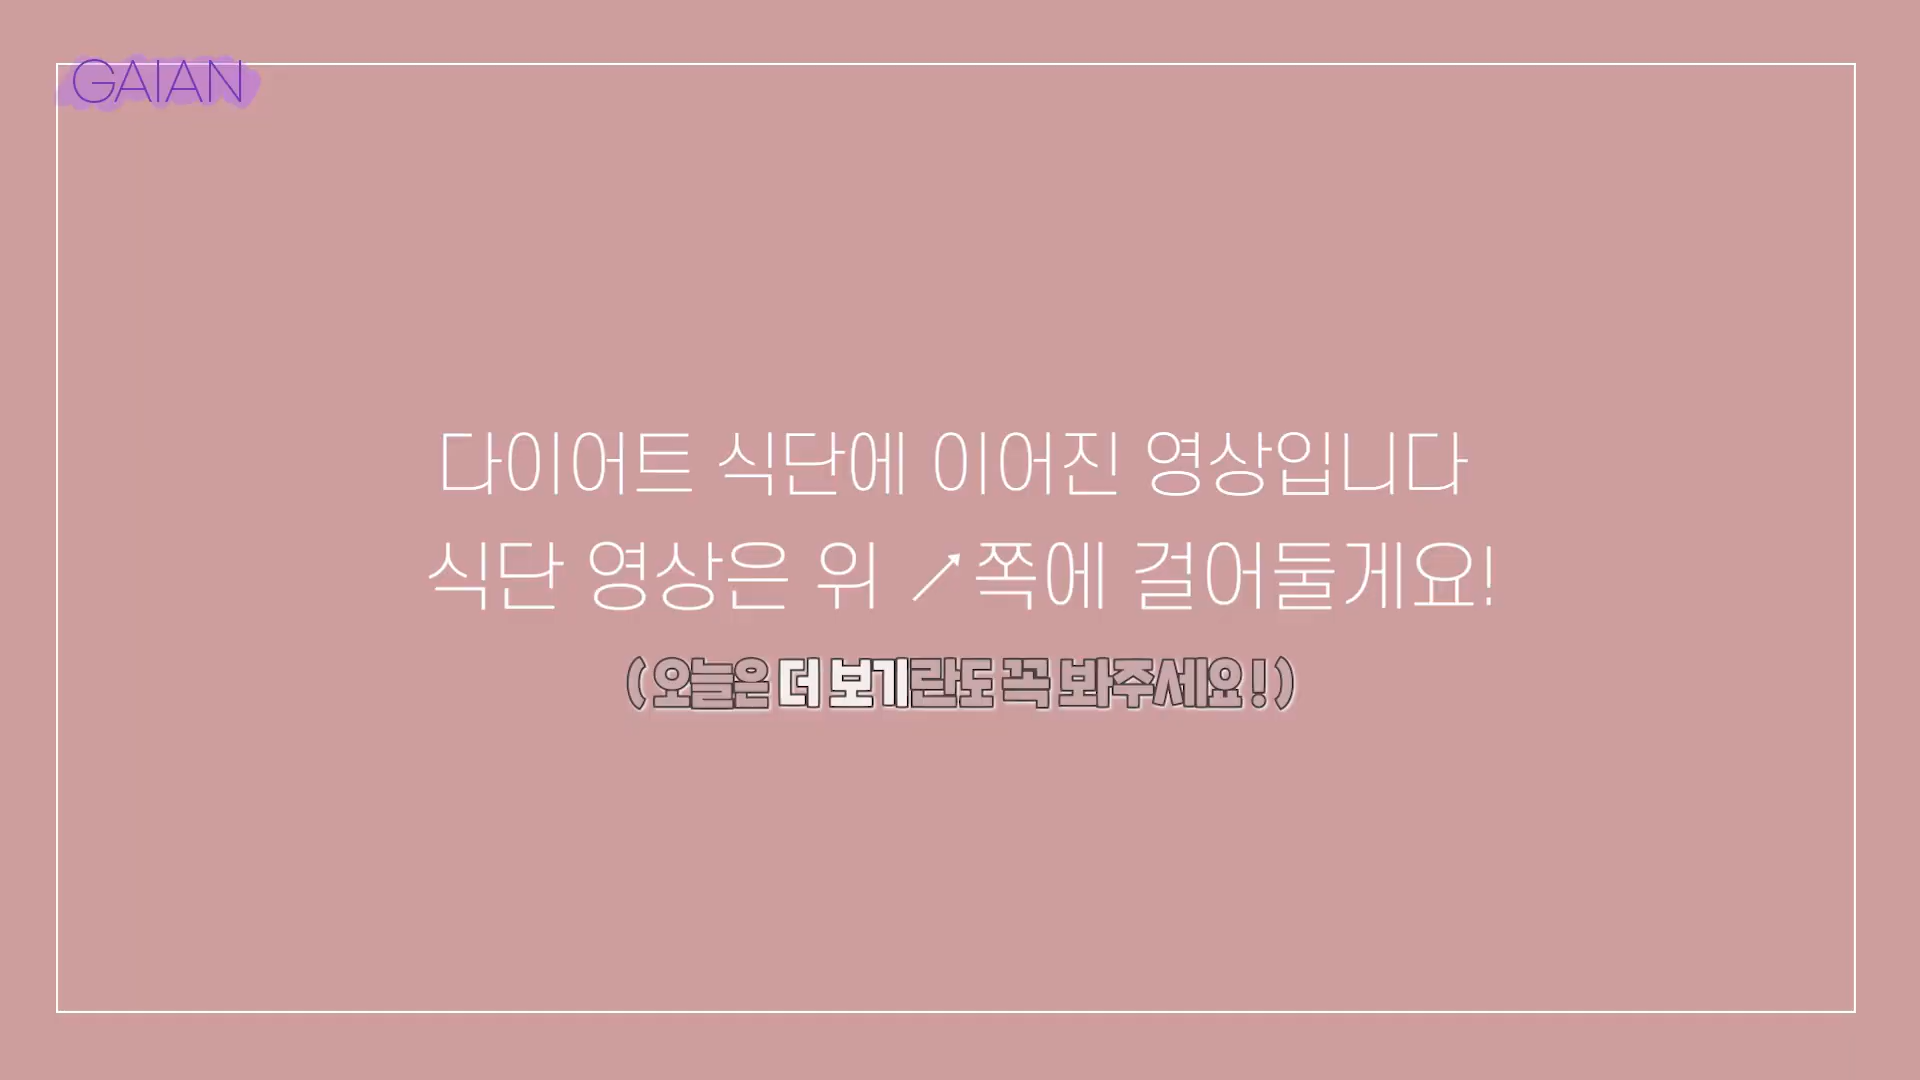 GAIAN
다이어트 식단에 이어진 영상입니다
식단 영상은 위 ↗쪽에 걸어둘게요!
(오늘은 더 보기란도 꼭 봐주세요!)